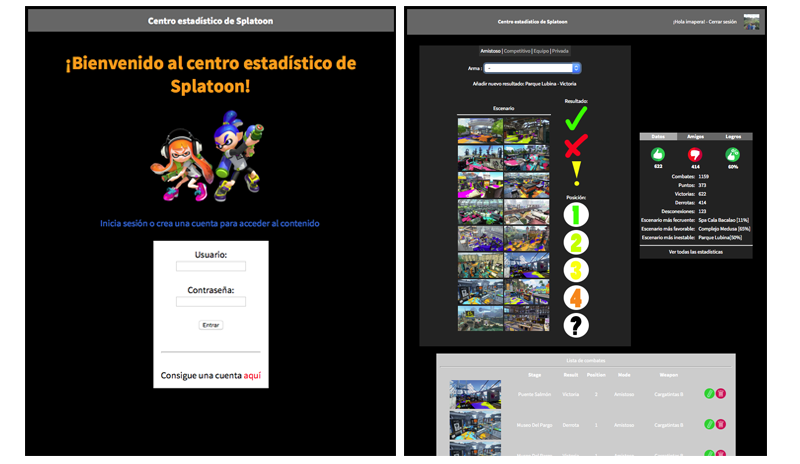 Centro estadístico de Splatoon
¡Bienvenido al centro estadístico de
Splatoon!
Inicia sesión o crea una cuenta para acceder al contenido
Usuario:
Contraseña:
Entrar
Consigue una cuenta aquí
Centro estadístico de Splatoon
¡Hola imapera! - Cerrar sesión
Amistoso | Competitivo | Equipo | Privada
Arma : --
Añadir nuevo resultado: Parque Lubina - Victoria
Escenario
Resultado:
Posición:
1
2
3
4
?
Datos Amigos Logros
622 414 60%
Combates: 1159
Puntos: 373
Victorias: 622
Derrotas: 414
Desconexiones: 123
Escenario más frecuente: Spa Cala Bacalao [11%]
Escenario más favorable: Complejo Medusa [65%]
Escenario más inestable: Parque Lubina[50%]
Ver todas las estadísticas
Lista de combates
Stage Result Position Mode Weapon
Puerto Salmón Victoria 1 Amistoso
Museo Del Pargo Derrota Amistoso